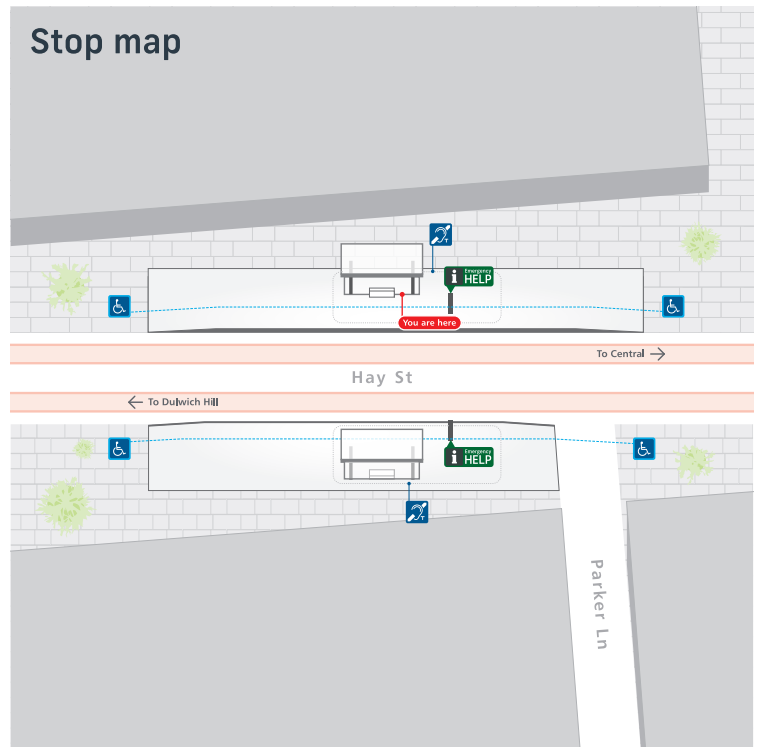 Stop map
T
i
Emergency
HELP
You are here
To Central
Hay St
To Dulwich Hill
i
Emergency
HELP
T
Parker Ln